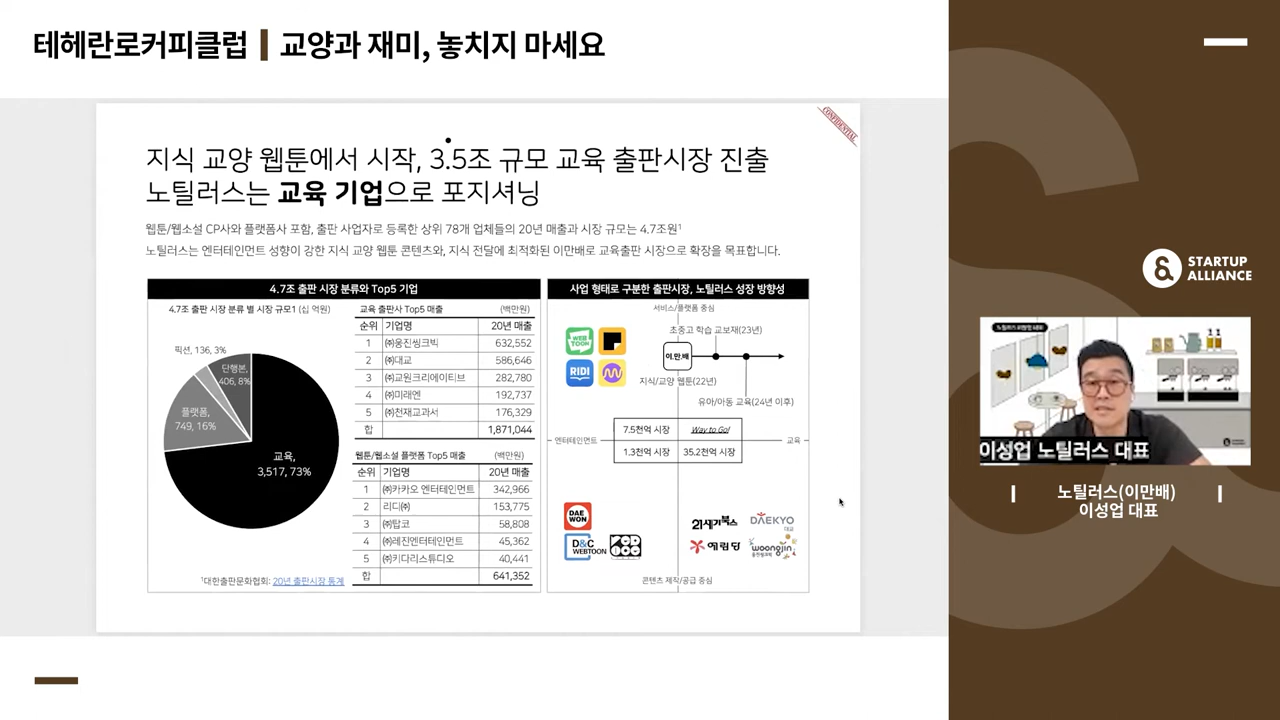 테헤란로커피클럽 | 교양과 재미, 놓치지 마세요
CONFIDENTIAL
지식 교양 웹툰에서 시작, 3.5조 규모 교육 출판시장 진출
노틸러스는 교육 기업으로 포지셔닝
웹툰/웹소설 CP사와 플랫폼사 포함, 출판 사업자로 등록한 상위 78개 업체들의 20년 매출과 시장 규모는 4.7조원¹
노틸러스는 엔터테인먼트 성향이 강한 지식 교양 웹툰 콘텐츠와, 지식 전달에 최적화된 이만배로 교육출판 시장으로 확장을 목표합니다.
4.7조 출판 시장 분류와 Top5 기업
4.7조 출판 시장 분류 별 시장 규모1 (십 억원)
픽션, 136, 3%
단행본,
406, 8%
플랫폼,
749, 16%
교육,
3,517, 73%
¹대한출판문화협회: 20년 출판시장 통계
교육 출판사 Top5 매출 (백만원)
순위 기업명 20년 매출
1 ㈜웅진씽크빅 632,552
2 ㈜대교 586,646
3 ㈜교원크리에이티브 282,780
4 ㈜미래엔 192,737
5 ㈜천재교과서 176,329
합 1,871,044
웹툰/웹소설 플랫폼 Top5 매출 (백만원)
순위 기업명 20년 매출
1 ㈜카카오 엔터테인먼트 342,966
2 리디㈜ 153,775
3 ㈜탑코 58,808
4 ㈜레진엔터테인먼트 45,362
5 ㈜키다리스튜디오 40,441
합 641,352
사업 형태로 구분한 출판시장, 노틸러스 성장 방향성
서비스/플랫폼 중심
WEB TOON
RIDI
초중고 학습 교보재(23년)
이.만.배
지식/교양 웹툰(22년)
유아/아동 교육(24년 이후)
7.5천억 시장 Way to Go!
엔터테인먼트
교육
1.3천억 시장 35.2천억 시장
DAE
WON
D&C
WEBTOON
21세기북스
DAEKYO
대교
예림당
woongjin
웅진씽크빅
콘텐츠 제작/공급 중심
STARTUP
ALLIANCE
이성업 노틸러스 대표
노틸러스(이만배)
이성업 대표